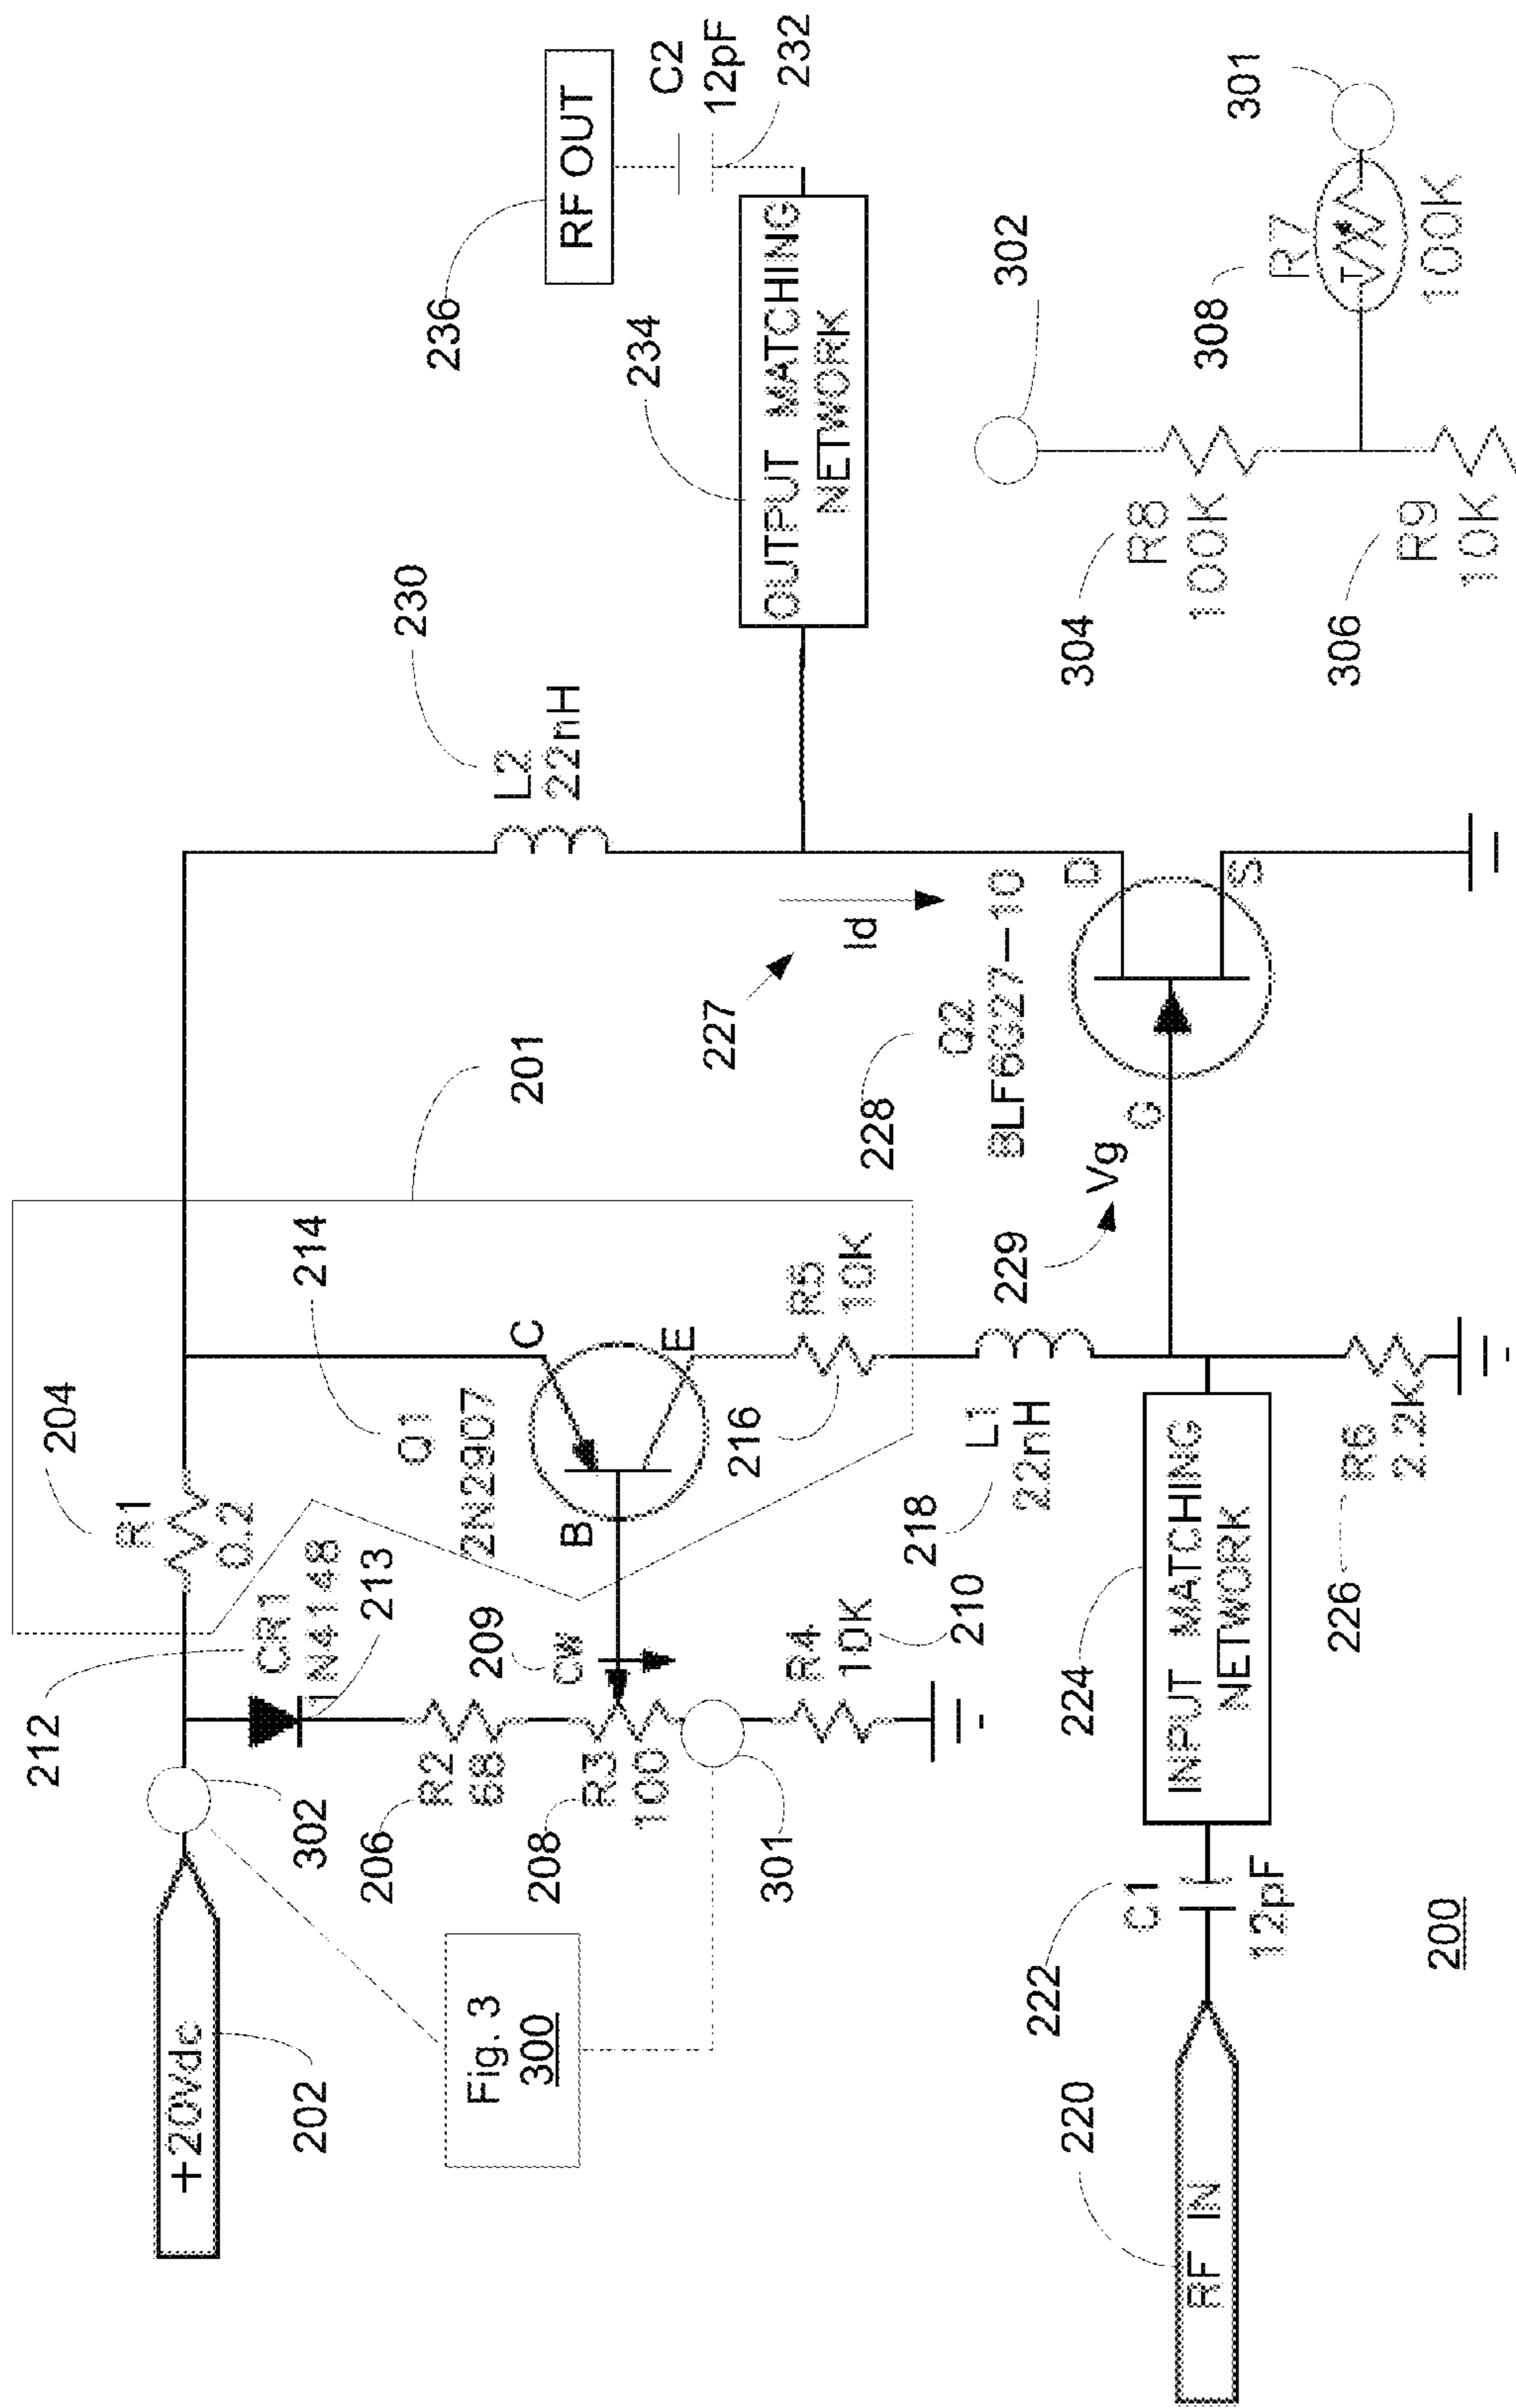 +20Vdc
202
302
212
CR1
1N4148
213
R1
0.2
204
201
214
Q1
2N2907
C
B
E
R5
10K
216
Fig. 3
300
R2
68
206
R3
100
208
CW
209
301
R4
10K
210
L1
22nH
218
229
Vg
RF IN
220
C1
12pF
222
INPUT MATCHING
NETWORK
224
R6
2.2K
226
L2
22nH
230
227
Id
Q2
BLF6G27-10
228
D
G
S
OUTPUT MATCHING
NETWORK
234
RF OUT
236
C2
12pF
232
302
R8
100K
304
R9
10K
306
R7
T
100K
308
301
200